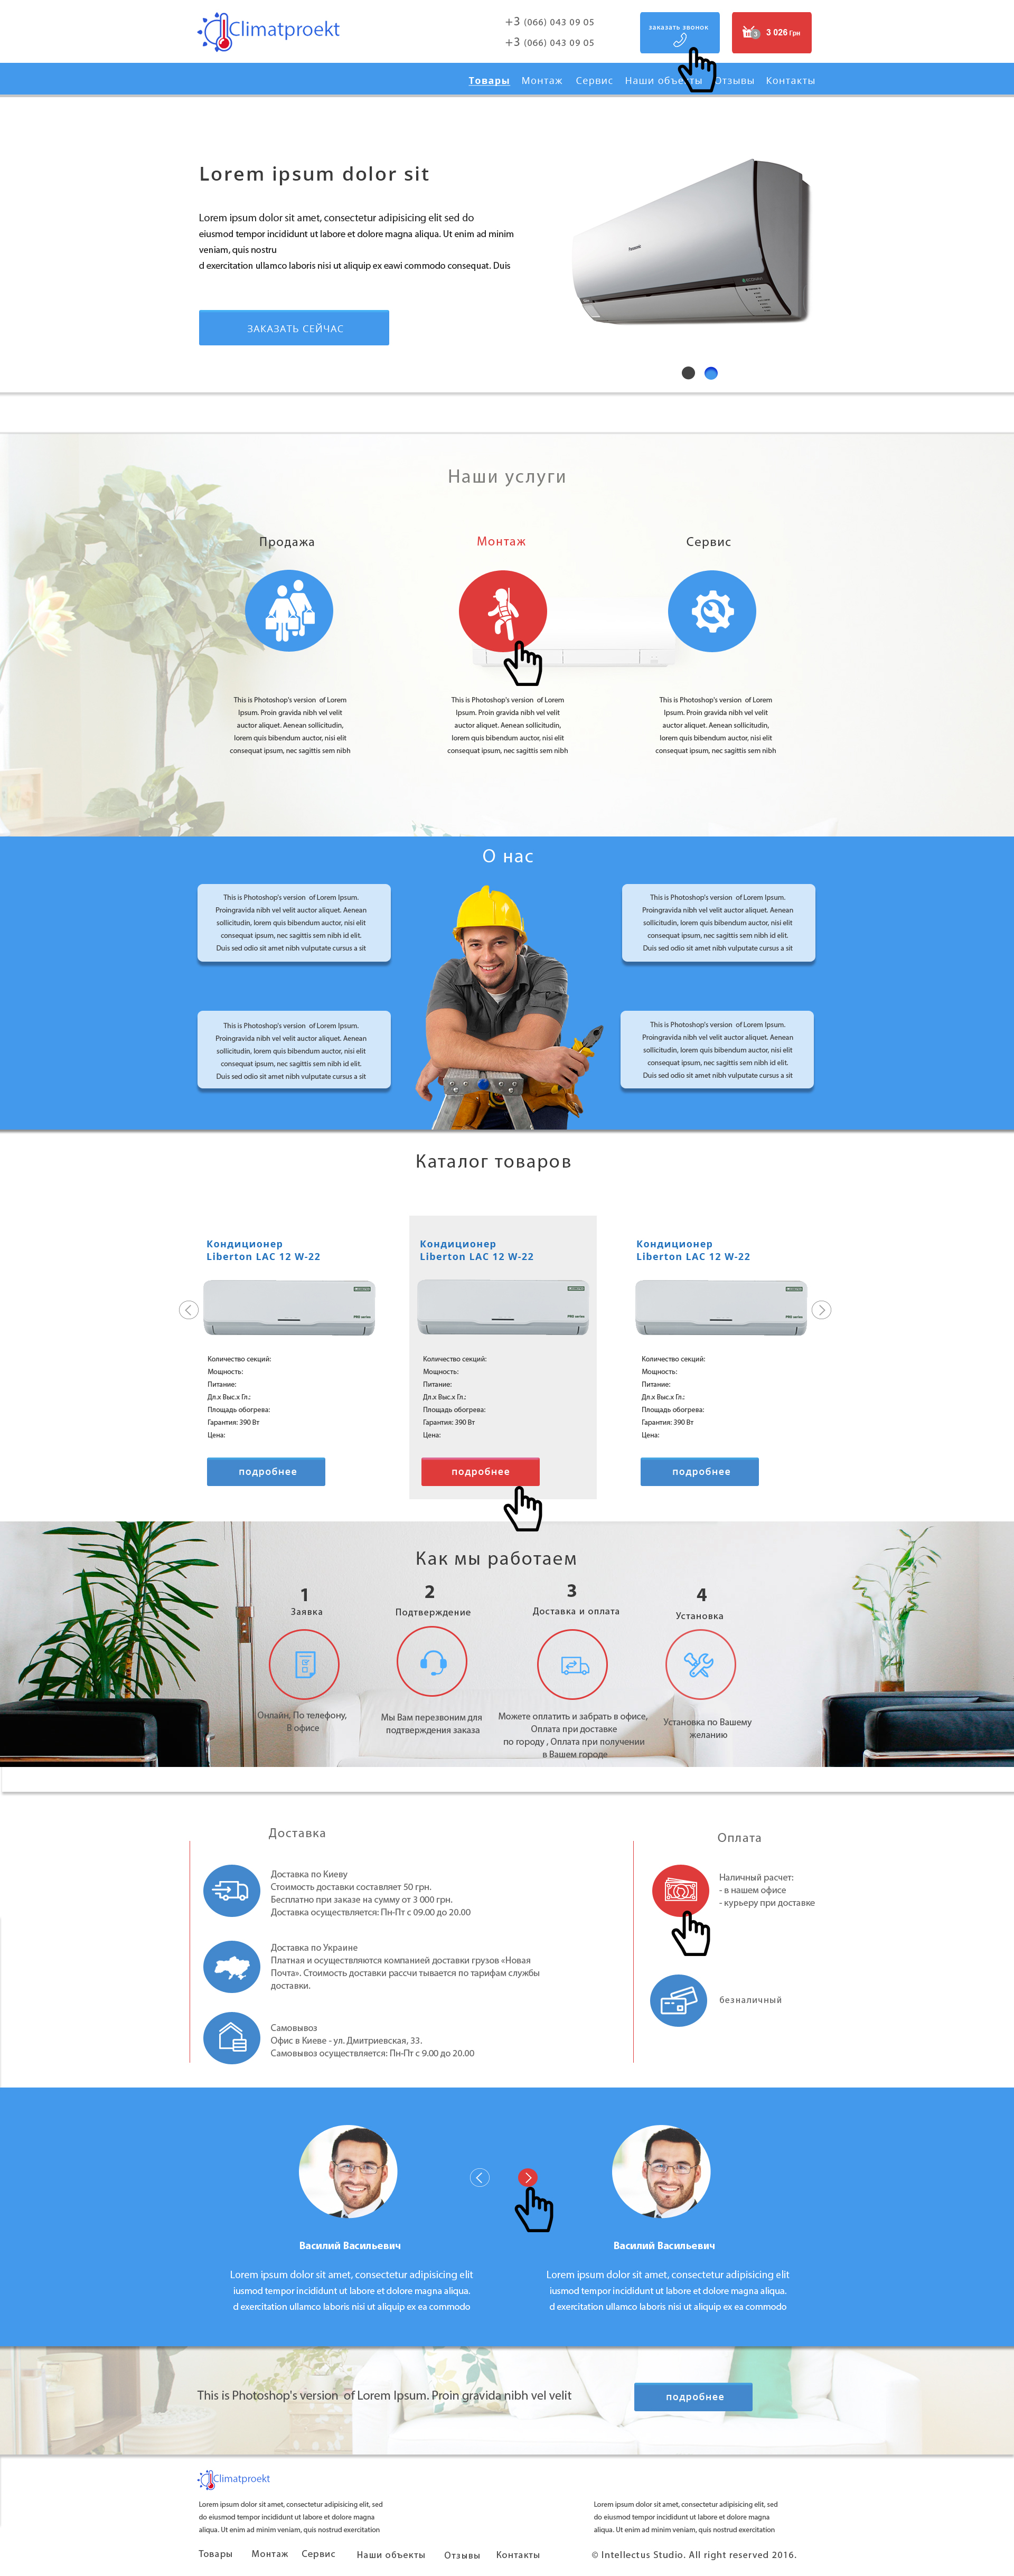 Climatproekt
+3 (066) 043 09 05
+3 (066) 043 09 05
заказать звонок
3 026 Грн
Товары Монтаж Сервис Наши объекты Отзывы Контакты
Lorem ipsum dolor sit
Lorem ipsum dolor sit amet, consectetur adipisicing elit sed do
eiusmod tempor incididunt ut labore et dolore magna aliqua. Ut enim ad minim
veniam, quis nostru
d exercitation ullamco laboris nisi ut aliquip ex eawi commodo consequat. Duis
ЗАКАЗАТЬ СЕЙЧАС
Panasonic
Наши услуги
Продажа
Монтаж
Сервис
This is Photoshop's version of Lorem
Ipsum. Proin gravida nibh vel velit
auctor aliquet. Aenean sollicitudin,
lorem quis bibendum auctor, nisi elit
consequat ipsum, nec sagittis sem nibh
This is Photoshop's version of Lorem
Ipsum. Proin gravida nibh vel velit
auctor aliquet. Aenean sollicitudin,
lorem quis bibendum auctor, nisi elit
consequat ipsum, nec sagittis sem nibh
This is Photoshop's version of Lorem
Ipsum. Proin gravida nibh vel velit
auctor aliquet. Aenean sollicitudin,
lorem quis bibendum auctor, nisi elit
consequat ipsum, nec sagittis sem nibh
О нас
This is Photoshop's version of Lorem Ipsum.
Proingravida nibh vel velit auctor aliquet. Aenean
sollicitudin, lorem quis bibendum auctor, nisi elit
consequat ipsum, nec sagittis sem nibh id elit.
Duis sed odio sit amet nibh vulputate cursus a sit
This is Photoshop's version of Lorem Ipsum.
Proingravida nibh vel velit auctor aliquet. Aenean
sollicitudin, lorem quis bibendum auctor, nisi elit
consequat ipsum, nec sagittis sem nibh id elit.
Duis sed odio sit amet nibh vulputate cursus a sit
This is Photoshop's version of Lorem Ipsum.
Proingravida nibh vel velit auctor aliquet. Aenean
sollicitudin, lorem quis bibendum auctor, nisi elit
consequat ipsum, nec sagittis sem nibh id elit.
Duis sed odio sit amet nibh vulputate cursus a sit
This is Photoshop's version of Lorem Ipsum.
Proingravida nibh vel velit auctor aliquet. Aenean
sollicitudin, lorem quis bibendum auctor, nisi elit
consequat ipsum, nec sagittis sem nibh id elit.
Duis sed odio sit amet nibh vulputate cursus a sit
Каталог товаров
Кондиционер
Liberton LAC 12 W-22
PRO series
Количество секций:
Мощность:
Питание:
Дл.x Выс.x Гл.;
Площадь обогрева:
Гарантия: 390 Вт
Цена:
подробнее
Кондиционер
Liberton LAC 12 W-22
PRO series
Количество секций:
Мощность:
Питание:
Дл.x Выс.x Гл.;
Площадь обогрева:
Гарантия: 390 Вт
Цена:
подробнее
Кондиционер
Liberton LAC 12 W-22
PRO series
Количество секций:
Мощность:
Питание:
Дл.x Выс.x Гл.;
Площадь обогрева:
Гарантия: 390 Вт
Цена:
подробнее
Как мы работаем
1
Заявка
Онлайн, По телефону,
В офисе
2
Подтверждение
Мы Вам перезвоним для
подтверждения заказа
3
Доставка и оплата
Можете оплатить и забрать в офисе,
Оплата при доставке
по городу , Оплата при получении
в Вашем городе
4
Установка
Установка по Вашему
желанию
Доставка
Доставка по Киеву
Стоимость доставки составляет 50 грн.
Бесплатно при заказе на сумму от 3 000 грн.
Доставка осуществляется: Пн-Пт с 09.00 до 20.00
Доставка по Украине
Платная и осуществляются компанией доставки грузов «Новая
Почта». Стоимость доставки рассчи тывается по тарифам службы
доставки.
Самовывоз
Офис в Киеве - ул. Дмитриевская, 33.
Самовывоз осуществляется: Пн-Пт с 9.00 до 20.00
Оплата
Наличный расчет:
- в нашем офисе
- курьеру при доставке
безналичный
Василий Васильевич
Lorem ipsum dolor sit amet, consectetur adipisicing elit
iusmod tempor incididunt ut labore et dolore magna aliqua.
d exercitation ullamco laboris nisi ut aliquip ex ea commodo
Василий Васильевич
Lorem ipsum dolor sit amet, consectetur adipisicing elit
iusmod tempor incididunt ut labore et dolore magna aliqua.
d exercitation ullamco laboris nisi ut aliquip ex ea commodo
This is Photoshop's version of Lorem Ipsum. Proin gravida nibh vel velit
подробнее
Climatproekt
Lorem ipsum dolor sit amet, consectetur adipisicing elit, sed
do eiusmod tempor incididunt ut labore et dolore magna
aliqua. Ut enim ad minim veniam, quis nostrud exercitation
Lorem ipsum dolor sit amet, consectetur adipisicing elit, sed
do eiusmod tempor incididunt ut labore et dolore magna
aliqua. Ut enim ad minim veniam, quis nostrud exercitation
Товары Монтаж Сервис Наши объекты Отзывы Контакты
© Intellectus Studio. All right reserved 2016.